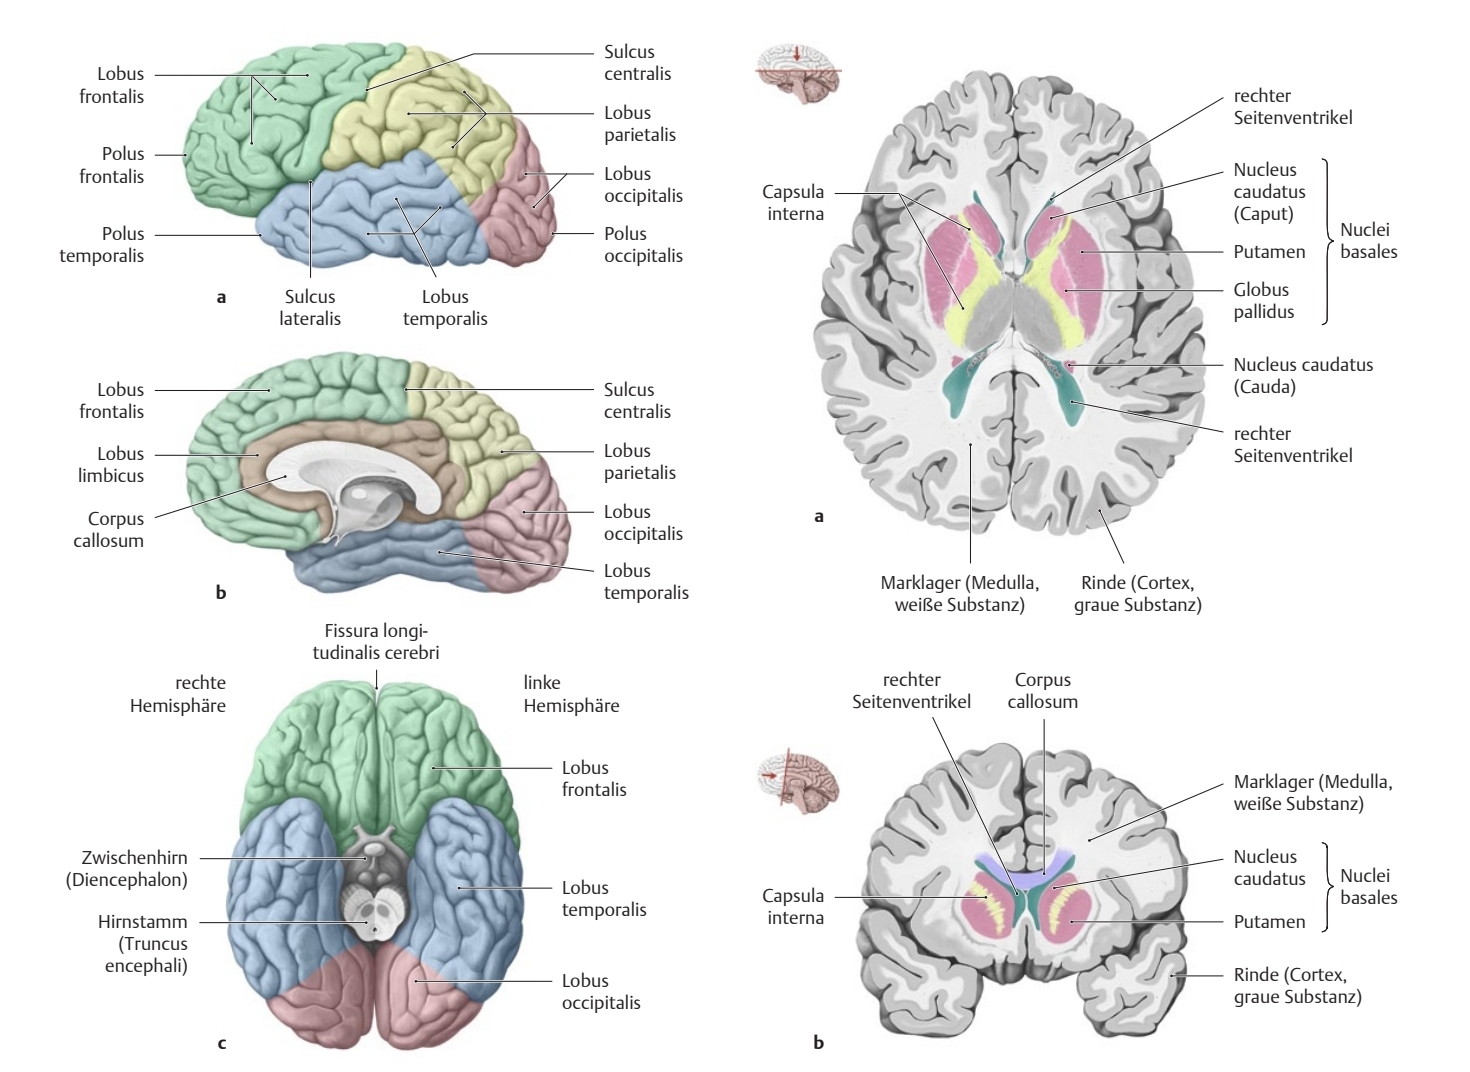 Lobus
frontalis
Polus
frontalis
Polus
temporalis
Sulcus
centralis
Lobus
parietalis
Lobus
occipitalis
Polus
occipitalis
a
Sulcus
lateralis
Lobus
temporalis
Lobus
frontalis
Lobus
limbicus
Corpus
callosum
Sulcus
centralis
Lobus
parietalis
Lobus
occipitalis
Lobus
temporalis
b
Fissura longi-
tudinalis cerebri
rechte
Hemisphäre
linke
Hemisphäre
Lobus
frontalis
Zwischenhirn
(Diencephalon)
Hirnstamm
(Truncus
encephali)
Lobus
temporalis
Lobus
occipitalis
c
rechter
Seitenventrikel
Capsula
interna
Nucleus
caudatus
(Caput)
Putamen
Globus
pallidus
Nuclei
basales
Nucleus caudatus
(Cauda)
rechter
Seitenventrikel
a
Marklager (Medulla,
weiße Substanz)
Rinde (Cortex,
graue Substanz)
rechter
Seitenventrikel
Corpus
callosum
Marklager (Medulla,
weiße Substanz)
Capsula
interna
Nucleus
caudatus
Putamen
Nuclei
basales
Rinde (Cortex,
graue Substanz)
b